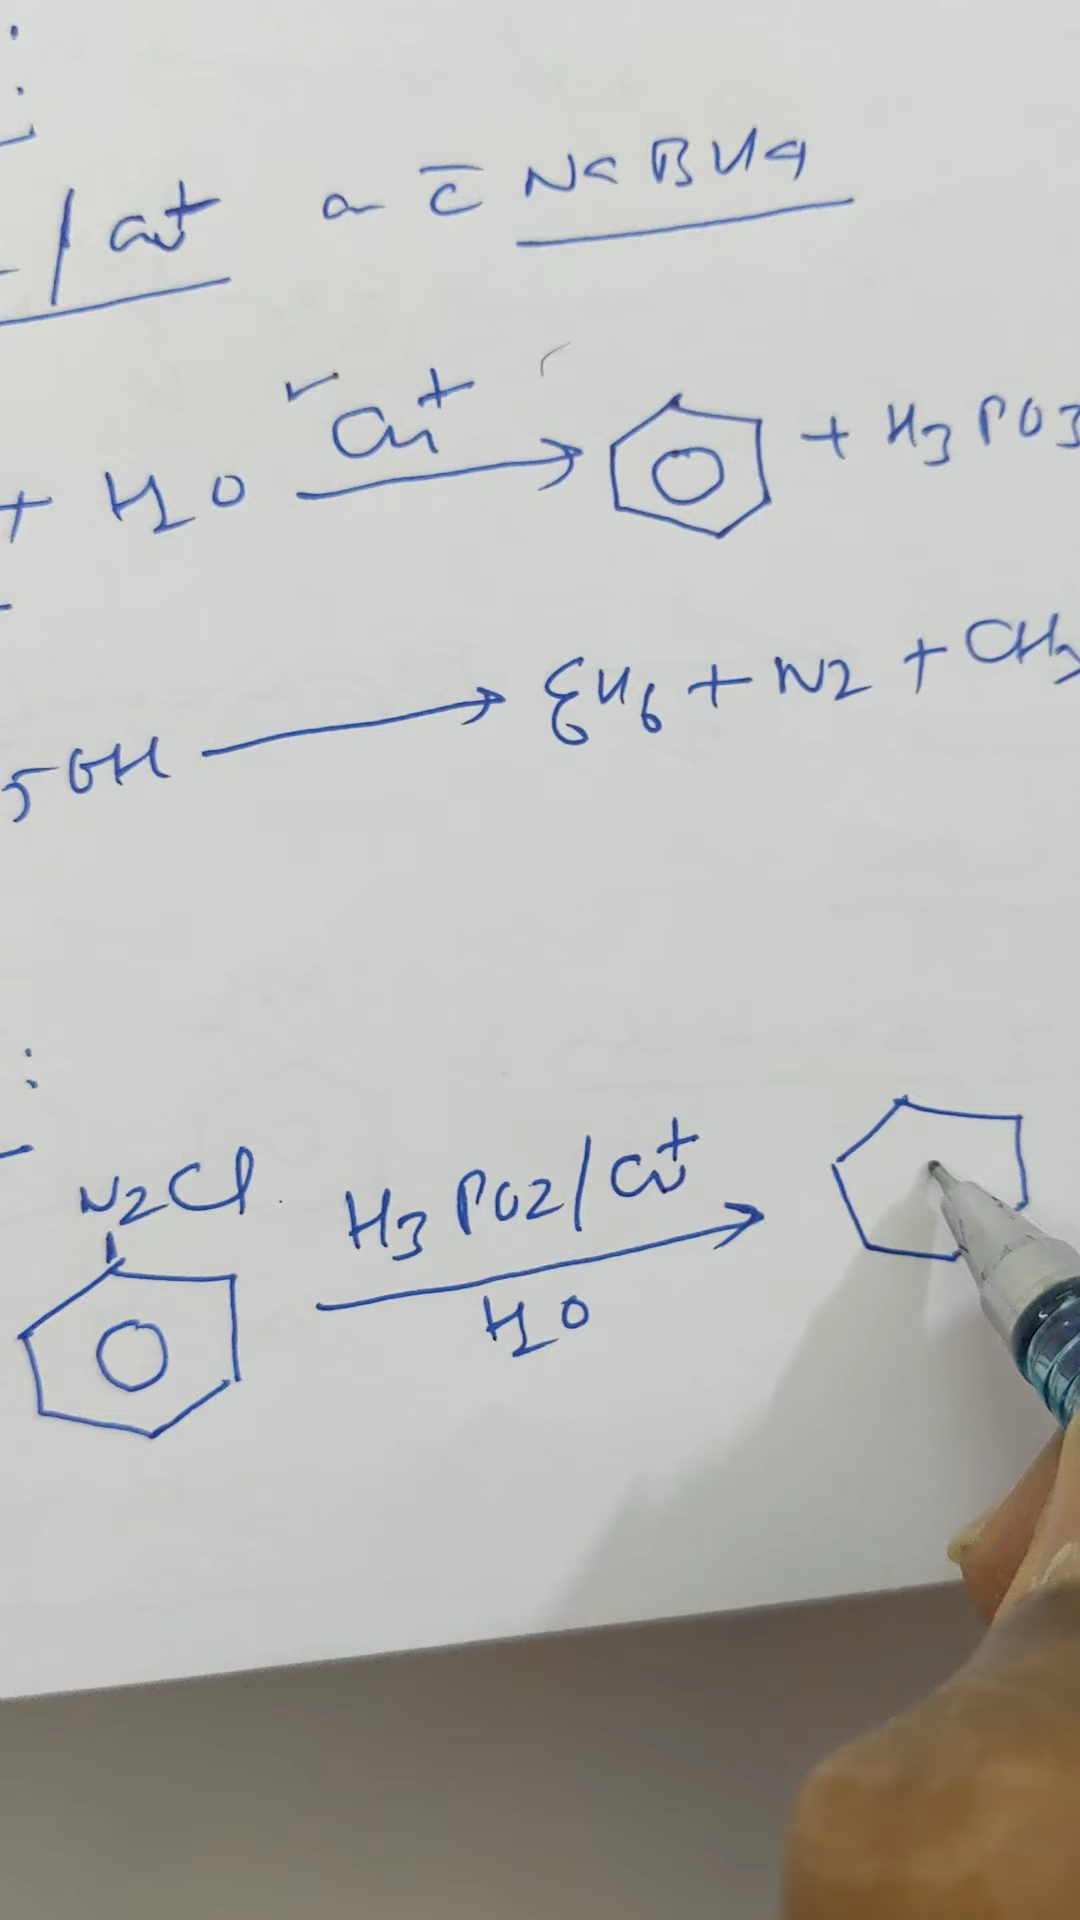 / Cu+ or c̄ NaBH4
+ H2O Cu+ + H3PO3
5OH → C6H6 + N2 + CH3
:
N2Cl H3PO2/Cu+
H2O